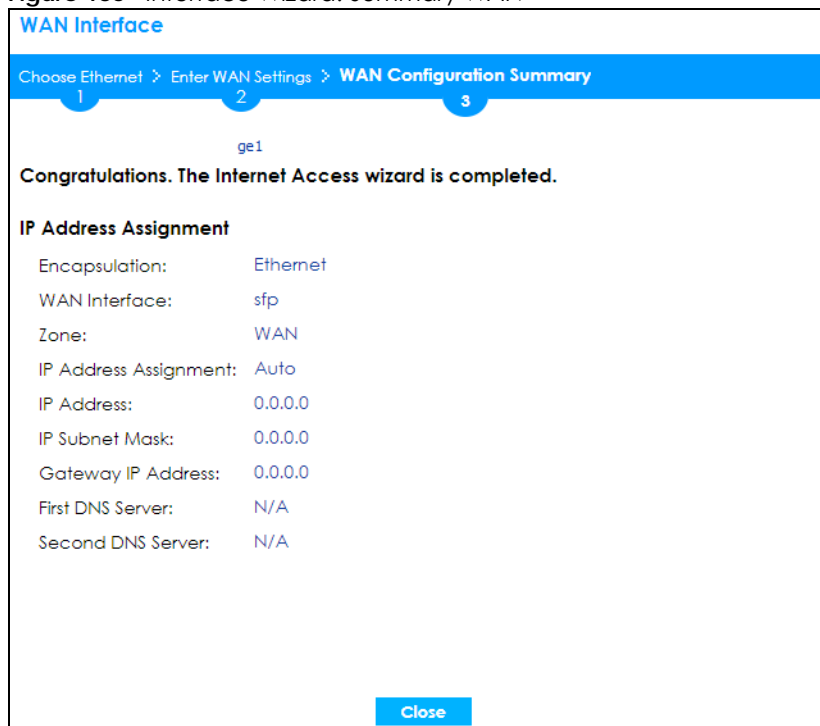 WAN Interface
Choose Ethernet > Enter WAN Settings > WAN Configuration Summary
1 2 3
ge1
Congratulations. The Internet Access wizard is completed.
IP Address Assignment
Encapsulation: Ethernet
WAN Interface: sfp
Zone: WAN
IP Address Assignment: Auto
IP Address: 0.0.0.0
IP Subnet Mask: 0.0.0.0
Gateway IP Address: 0.0.0.0
First DNS Server: N/A
Second DNS Server: N/A
Close